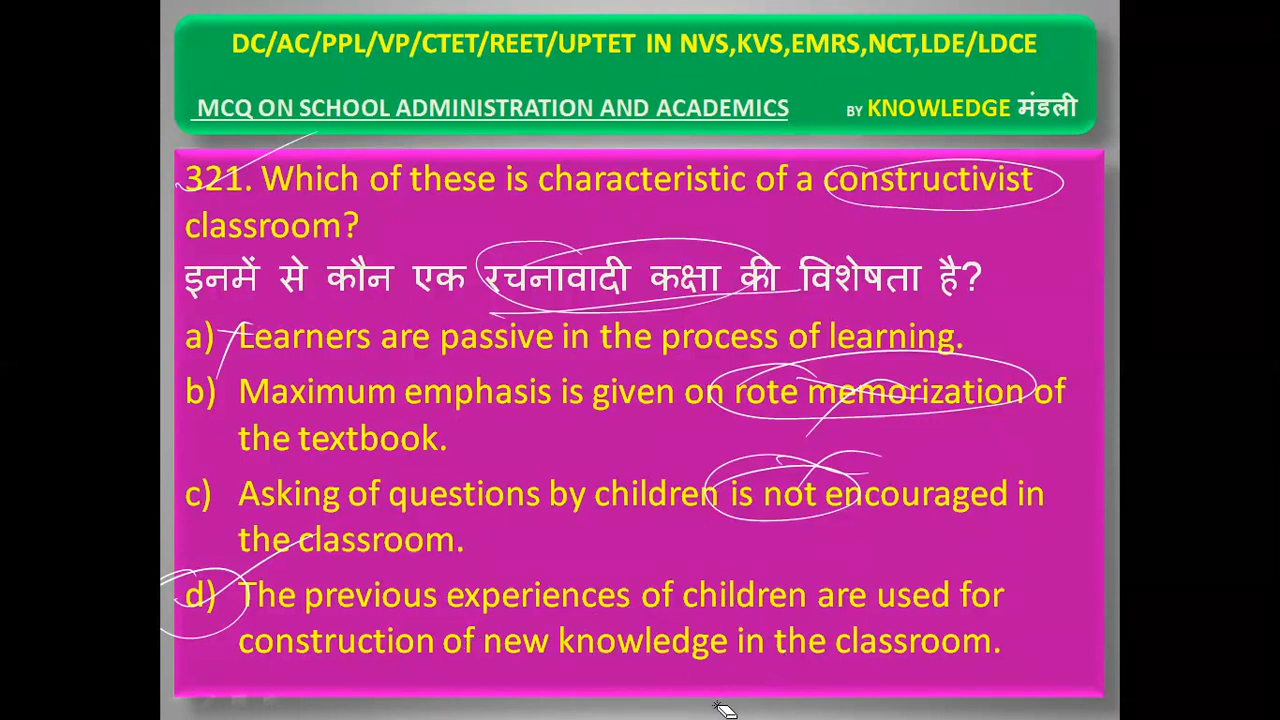 DC/AC/PPL/VP/CTET/REET/UPTET IN NVS,KVS,EMRS,NCT,LDE/LDCE
MCQ ON SCHOOL ADMINISTRATION AND ACADEMICS BY KNOWLEDGE मंडली
321. Which of these is characteristic of a constructivist
classroom?
इनमें से कौन एक रचनावादी कक्षा की विशेषता है?
a) Learners are passive in the process of learning.
b) Maximum emphasis is given on rote memorization of
the textbook.
c) Asking of questions by children is not encouraged in
the classroom.
d) The previous experiences of children are used for
construction of new knowledge in the classroom.